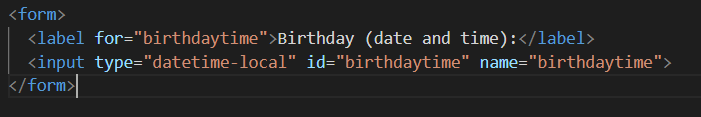 <form>
<label for="birthdaytime">Birthday (date and time):</label>
<input type="datetime-local" id="birthdaytime" name="birthdaytime">
</form>